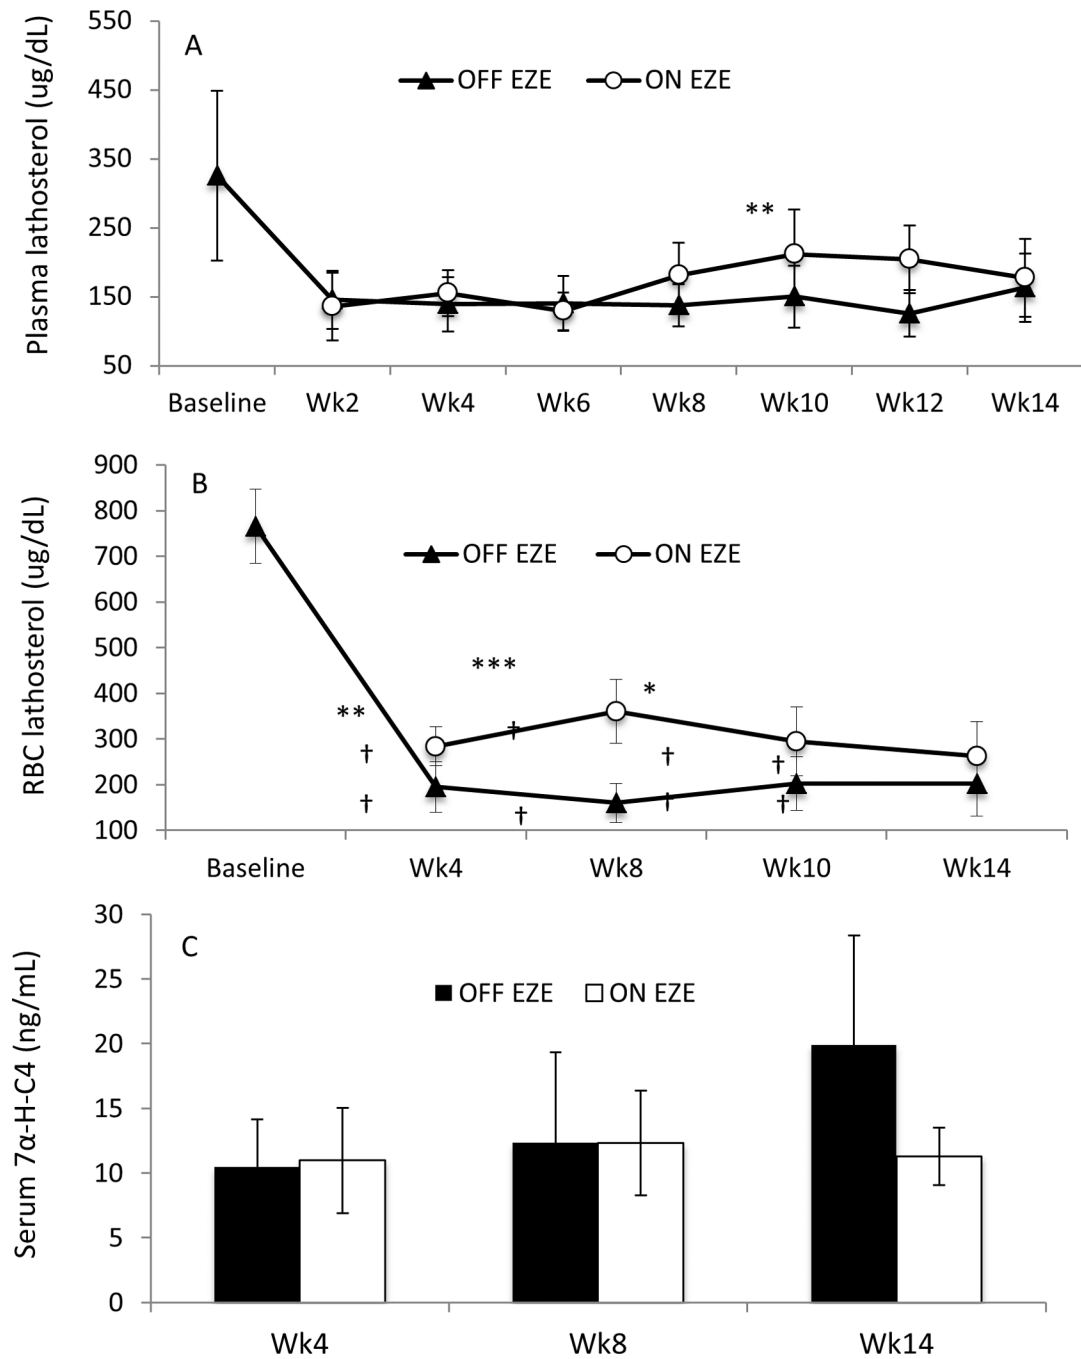 550
A
OFF EZE ON EZE
450
350
250
**
150
50
Plasma lathosterol (ug/dL)
Baseline Wk2 Wk4 Wk6 Wk8 Wk10 Wk12 Wk14
900
B
800
OFF EZE ON EZE
700
600
500
***
400
*
**
300
†
†
†
†
200
†
†
†
†
100
RBC lathosterol (ug/dL)
Baseline Wk4 Wk8 Wk10 Wk14
30
C
25
OFF EZE ON EZE
20
15
10
5
0
Serum 7α-H-C4 (ng/mL)
Wk4 Wk8 Wk14